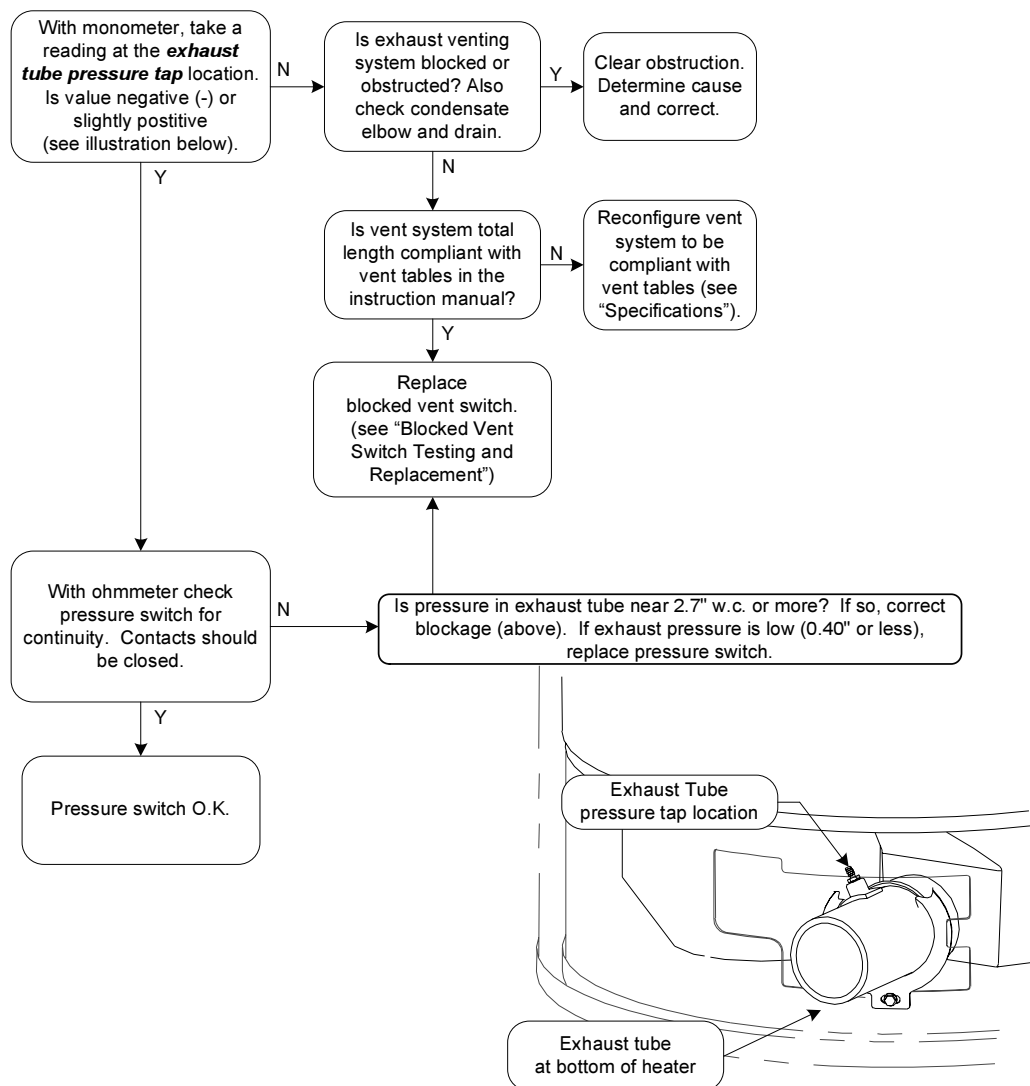 With monometer, take a
reading at the exhaust
tube pressure tap location.
Is value negative (-) or
slightly postitive
(see illustration below).
N
Is exhaust venting
system blocked or
obstructed? Also
check condensate
elbow and drain.
Y
Clear obstruction.
Determine cause
and correct.
Y
N
Is vent system total
length compliant with
vent tables in the
instruction manual?
N
Reconfigure vent
system to be
compliant with
vent tables (see
“Specifications”).
Y
Replace
blocked vent switch.
(see “Blocked Vent
Switch Testing and
Replacement”)
With ohmmeter check
pressure switch for
continuity. Contacts should
be closed.
N
Is pressure in exhaust tube near 2.7" w.c. or more? If so, correct
blockage (above). If exhaust pressure is low (0.40" or less),
replace pressure switch.
Y
Pressure switch O.K.
Exhaust Tube
pressure tap location
Exhaust tube
at bottom of heater